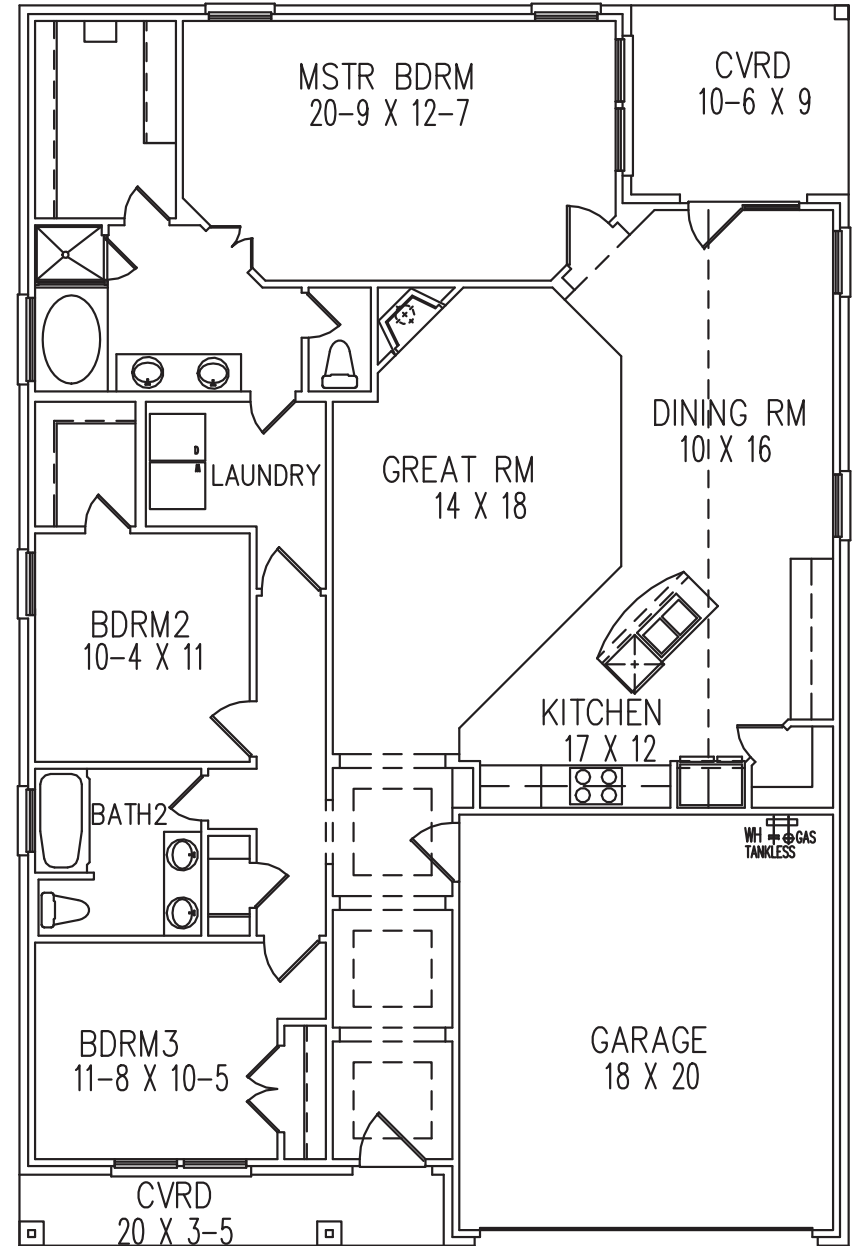 MSTR BDRM
20-9 X 12-7
CVRD
10-6 X 9
DINING RM
10 X 16
GREAT RM
14 X 18
LAUNDRY
D
W
BDRM2
10-4 X 11
KITCHEN
17 X 12
BATH2
WH GAS
TANKLESS
BDRM3
11-8 X 10-5
GARAGE
18 X 20
CVRD
20 X 3-5